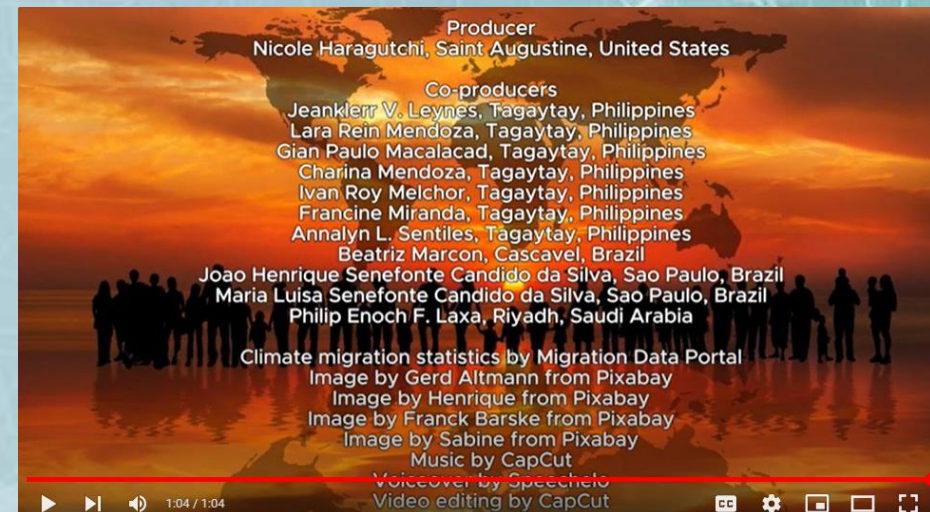 Producer
Nicole Haragutchi, Saint Augustine, United States
Co-producers
Jeanklerr V. Leynes, Tagaytay, Philippines
Lara Rein Mendoza, Tagaytay, Philippines
Gian Paulo Macalacad, Tagaytay, Philippines
Charina Mendoza, Tagaytay, Philippines
Ivan Roy Melchor, Tagaytay, Philippines
Francine Miranda, Tagaytay, Philippines
Annalyn L. Sentiles, Tagaytay, Philippines
Beatriz Marcon, Cascavel, Brazil
Joao Henrique Senefonte Candido da Silva, Sao Paulo, Brazil
Maria Luisa Senefonte Candido da Silva, Sao Paulo, Brazil
Philip Enoch F. Laxa, Riyadh, Saudi Arabia
Climate migration statistics by Migration Data Portal
Image by Gerd Altmann from Pixabay
Image by Henrique from Pixabay
Image by Franck Barske from Pixabay
Image by Sabine from Pixabay
Music by CapCut
Voiceover by Speechelo
Video editing by CapCut
1:04 / 1:04
CC